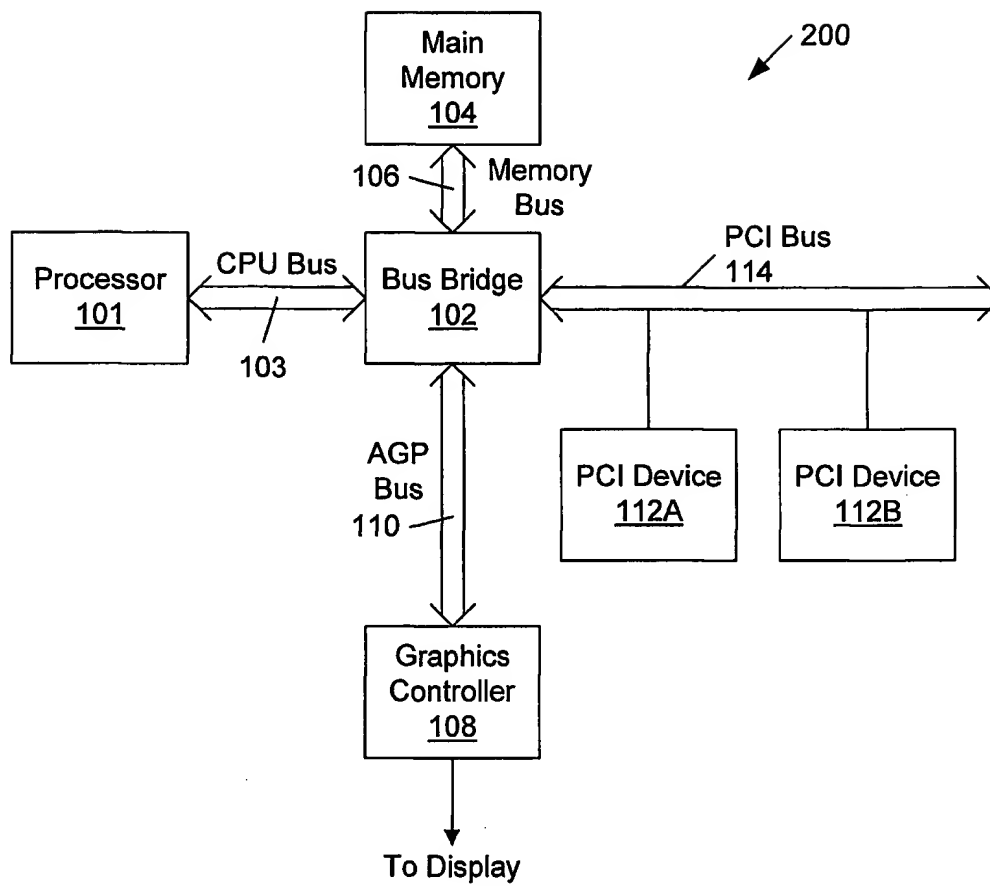 Main
Memory
104
200
106
Memory
Bus
Processor
101
CPU Bus
103
Bus Bridge
102
PCI Bus
114
AGP
Bus
110
PCI Device
112A
PCI Device
112B
Graphics
Controller
108
To Display